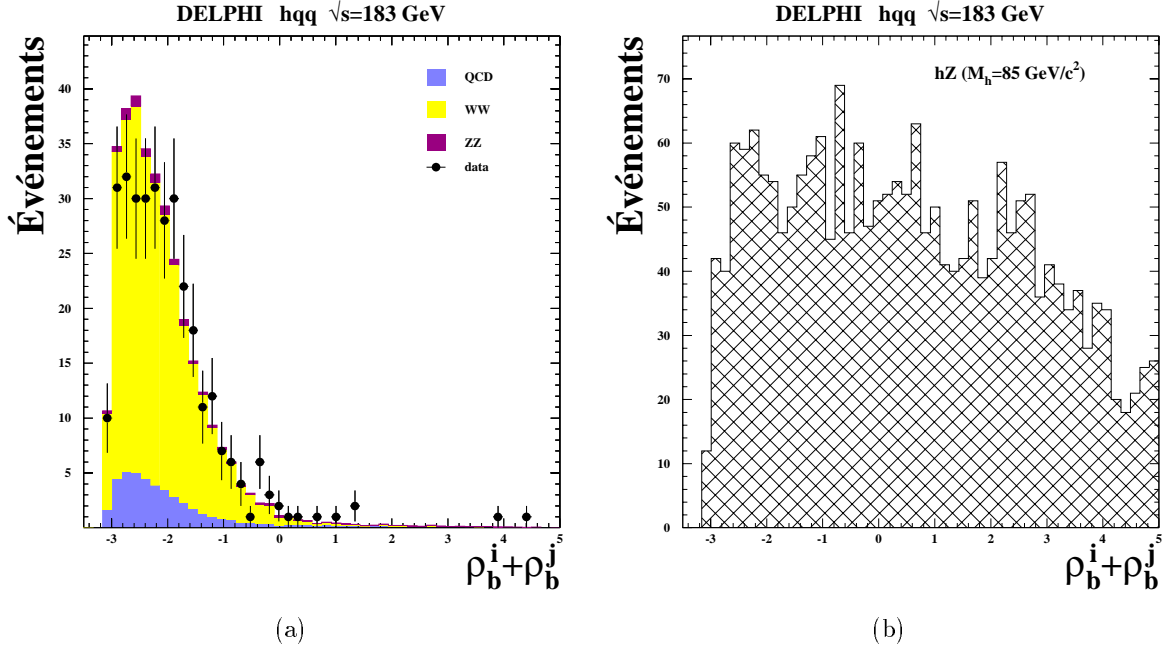 DELPHI hqq √s=183 GeV
Événements
40
35
30
25
20
15
10
5
QCD
WW
ZZ
data
-3 -2 -1 0 1 2 3 4 5
ρ_b^i+ρ_b^j
(a)
DELPHI hqq √s=183 GeV
Événements
70
60
50
40
30
20
10
0
hZ (M_h=85 GeV/c²)
-3 -2 -1 0 1 2 3 4 5
ρ_b^i+ρ_b^j
(b)